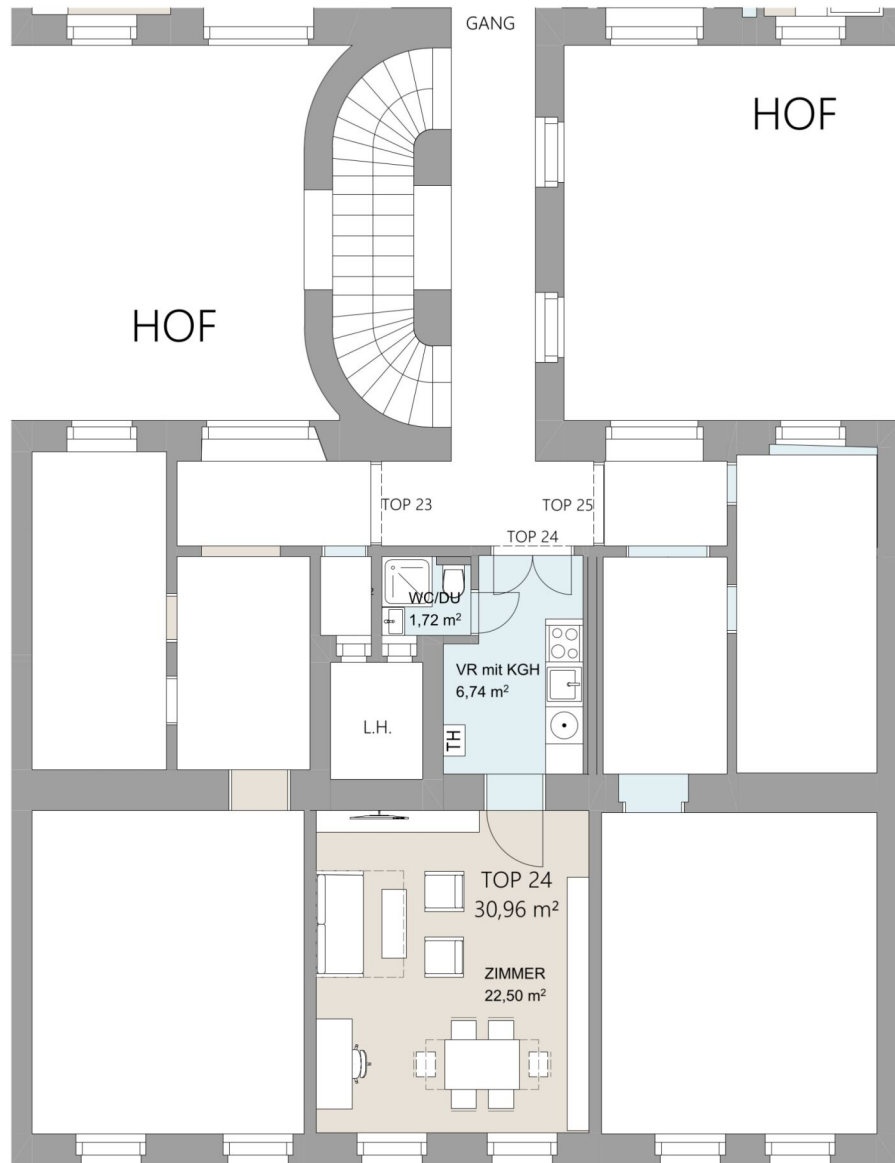 GANG
HOF
HOF
TOP 23
TOP 25
TOP 24
WC/DU
1,72 m²
VR mit KGH
6,74 m²
L.H.
TH
TOP 24
30,96 m²
ZIMMER
22,50 m²